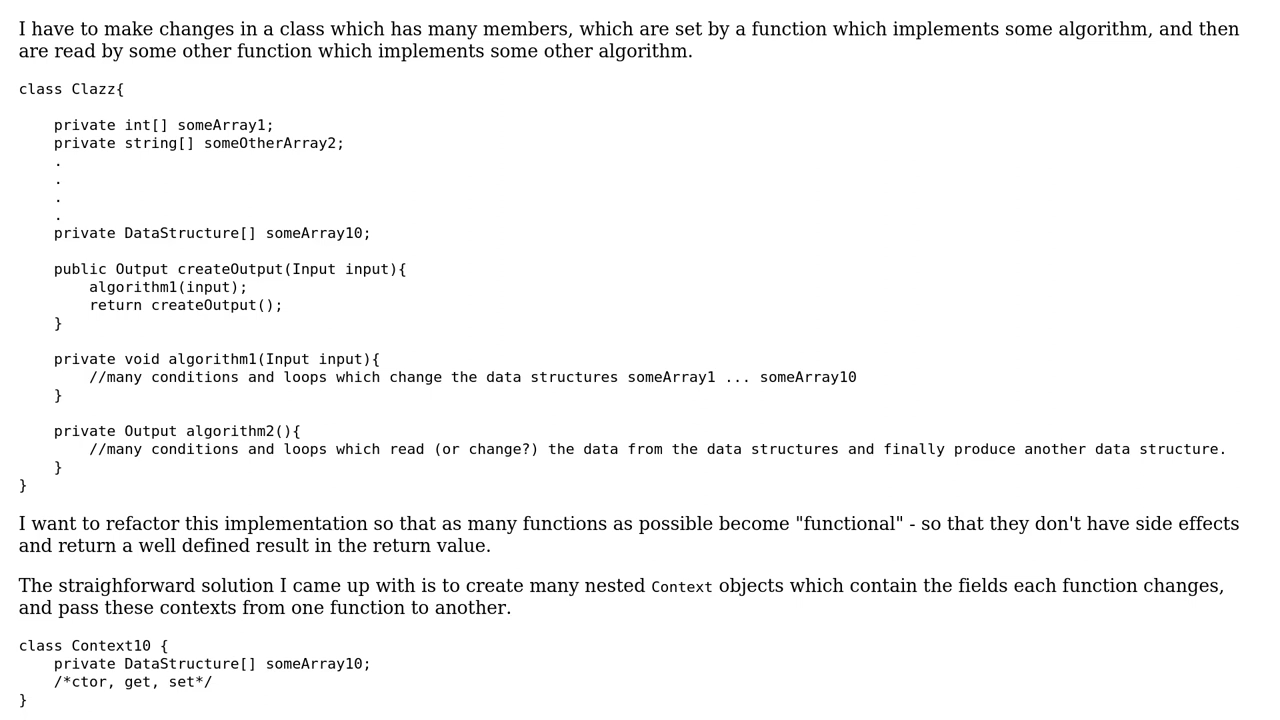 I have to make changes in a class which has many members, which are set by a function which implements some algorithm, and then
are read by some other function which implements some other algorithm.
class Clazz{
    private int[] someArray1;
    private string[] someOtherArray2;
    .
    .
    .
    .
    private DataStructure[] someArray10;
    public Output createOutput(Input input){
        algorithm1(input);
        return createOutput();
    }
    private void algorithm1(Input input){
        //many conditions and loops which change the data structures someArray1 ... someArray10
    }
    private Output algorithm2(){
        //many conditions and loops which read (or change?) the data from the data structures and finally produce another data structure.
    }
}
I want to refactor this implementation so that as many functions as possible become "functional" - so that they don't have side effects
and return a well defined result in the return value.
The straighforward solution I came up with is to create many nested Context objects which contain the fields each function changes,
and pass these contexts from one function to another.
class Context10 {
    private DataStructure[] someArray10;
    /*ctor, get, set*/
}